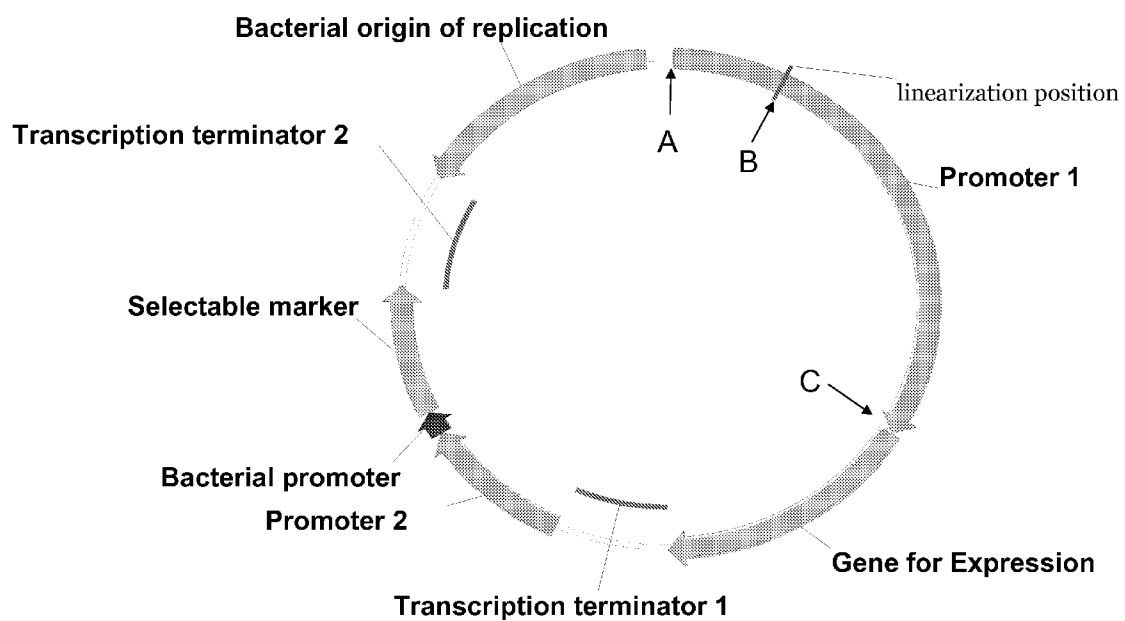 Bacterial origin of replication
linearization position
Transcription terminator 2
A
B
Promoter 1
Selectable marker
C
Bacterial promoter
Promoter 2
Gene for Expression
Transcription terminator 1